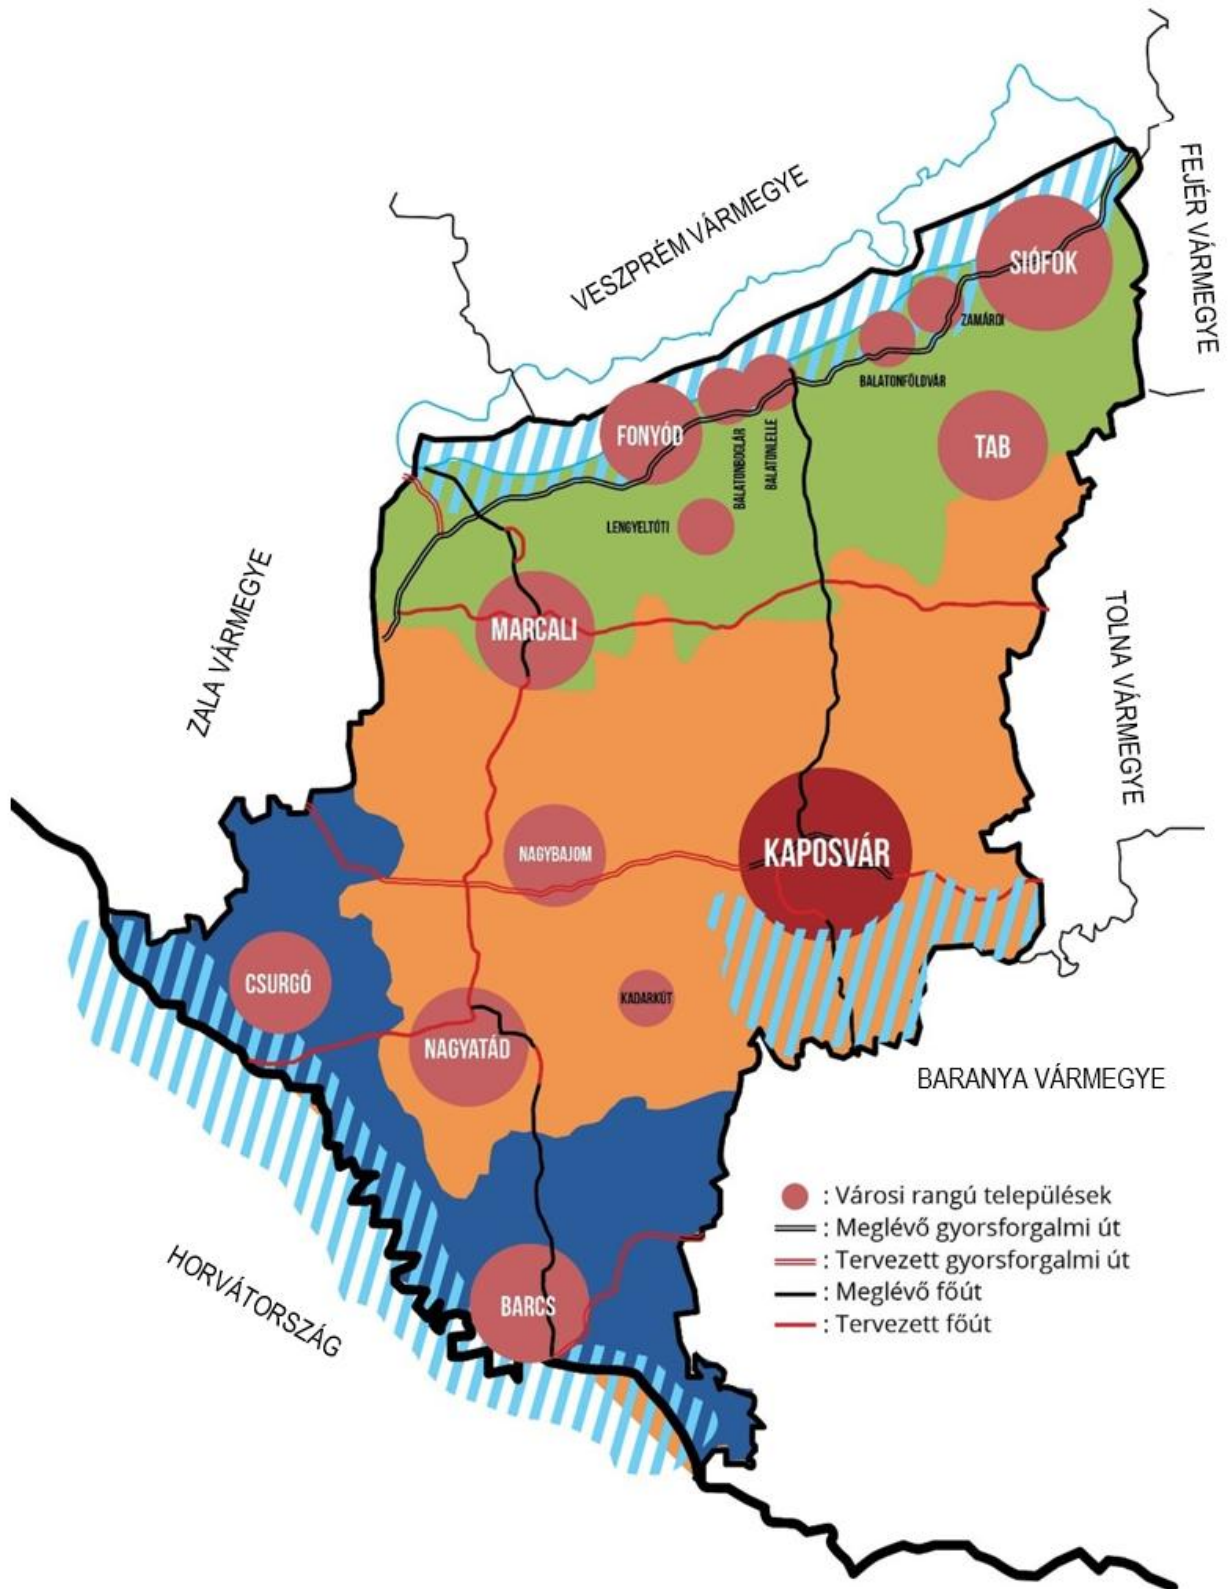 FEJÉR VÁRMEGYE
VESZPRÉM VÁRMEGYE
SIÓFOK
ZAMÁRDI
BALATONFÖLDVÁR
FONYÓD
TAB
BALATONBOGLÁR
BALATONLELLE
LENGYELTÓTI
ZALA VÁRMEGYE
MARCALI
TOLNA VÁRMEGYE
NAGYBAJOM
KAPOSVÁR
CSURGÓ
KADARKÚT
NAGYATÁD
BARANYA VÁRMEGYE
HORVÁTORSZÁG
BARCS
: Városi rangú települések
: Meglévő gyorsforgalmi út
: Tervezett gyorsforgalmi út
: Meglévő főút
: Tervezett főút